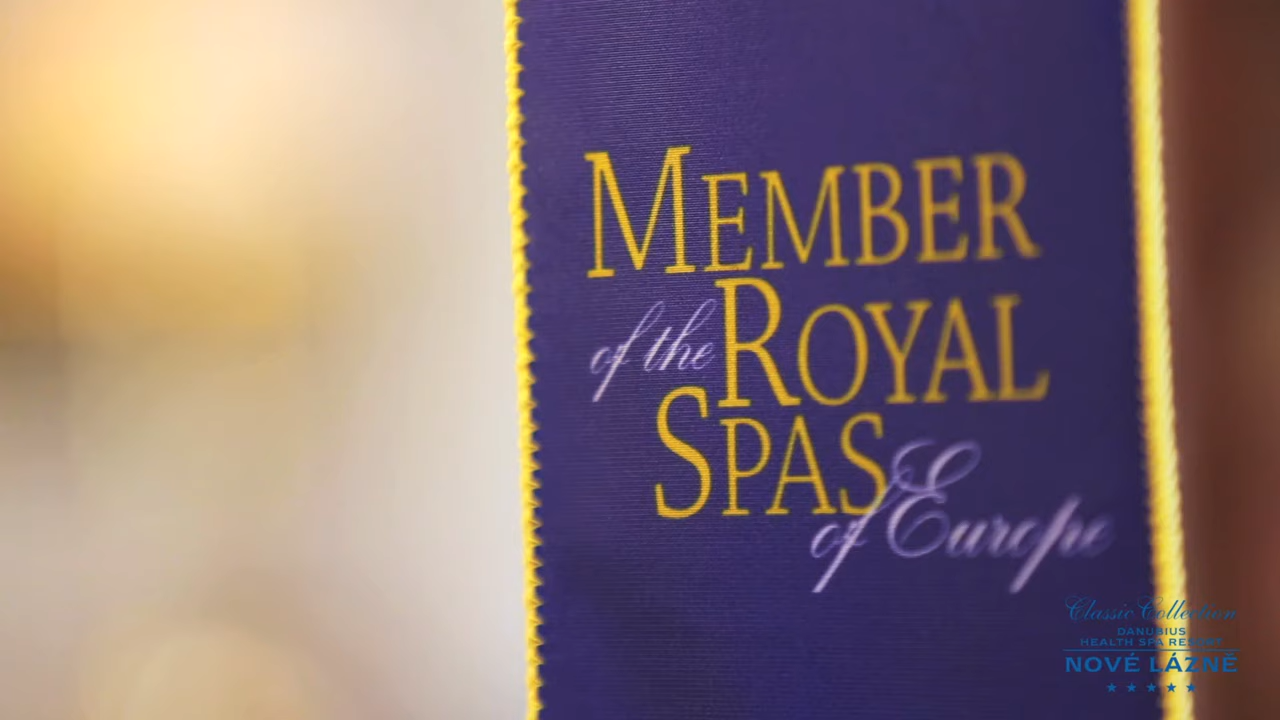 MEMBER
of the ROYAL
SPAS
of Europe
Classic Collection
DANUBIUS
HEALTH SPA RESORT
NOVÉ LÁZNĚ